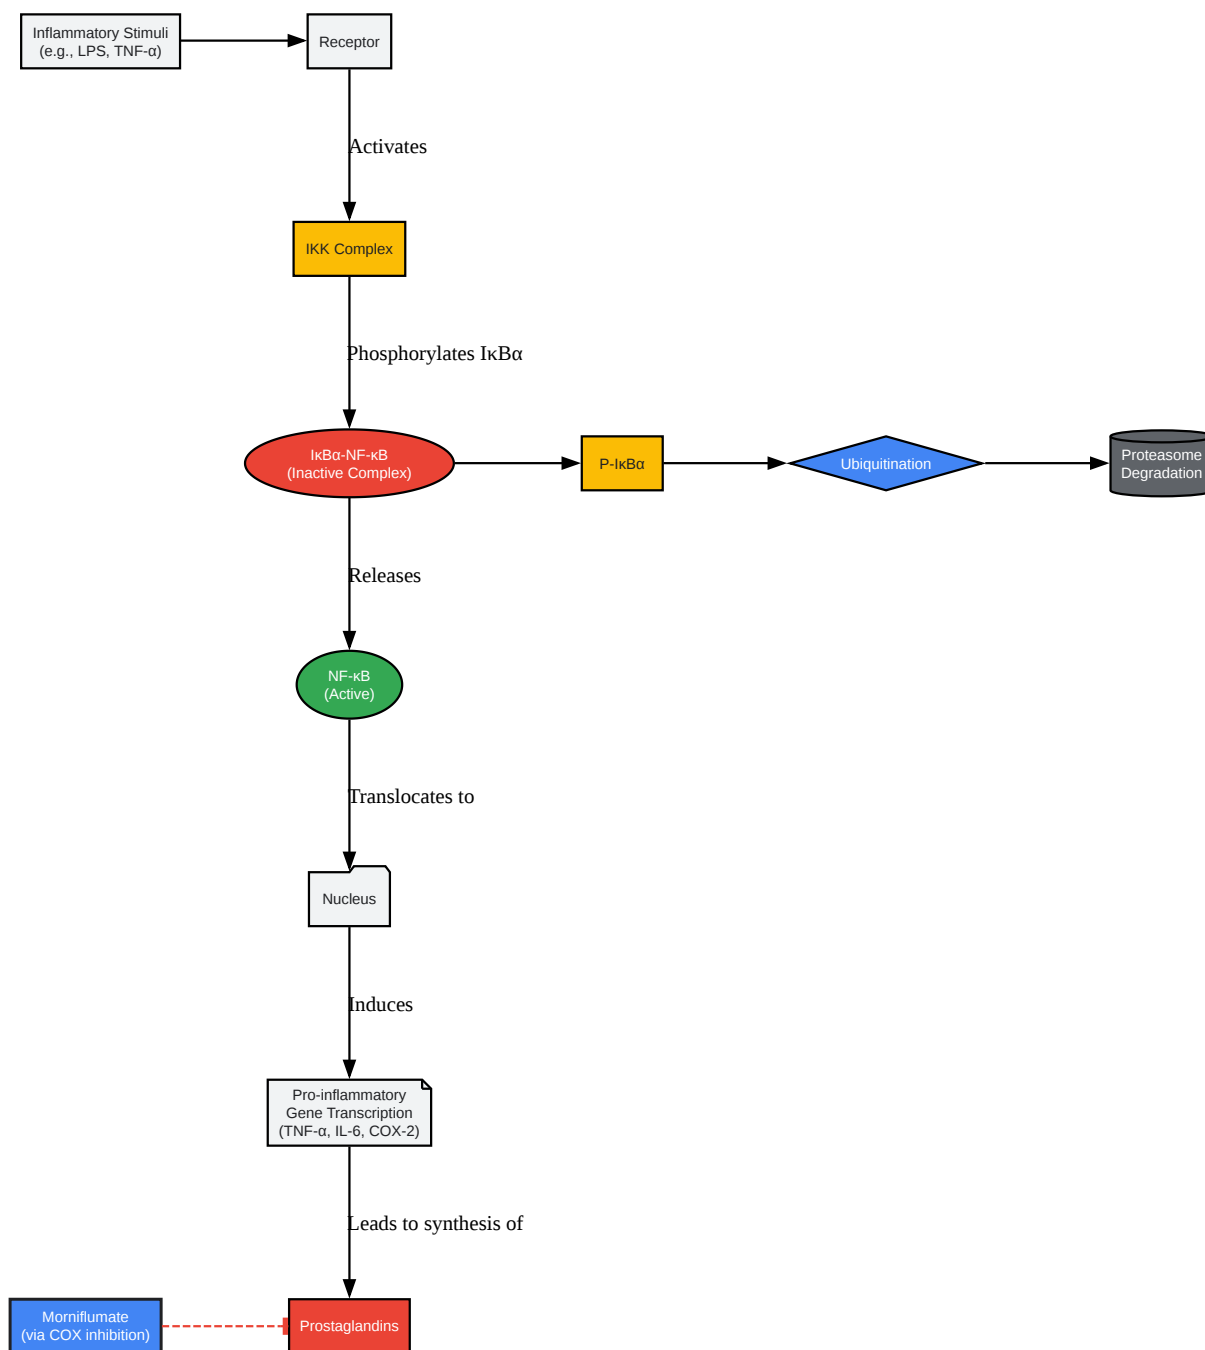 Inflammatory Stimuli
(e.g., LPS, TNF-α)
Receptor
Activates
IKK Complex
Phosphorylates IκBα
IκBα-NF-κB
(Inactive Complex)
P-IκBα
Ubiquitination
Proteasome
Degradation
Releases
NF-κB
(Active)
Translocates to
Nucleus
Induces
Pro-inflammatory
Gene Transcription
(TNF-α, IL-6, COX-2)
Leads to synthesis of
Morniflumate
(via COX inhibition)
Prostaglandins